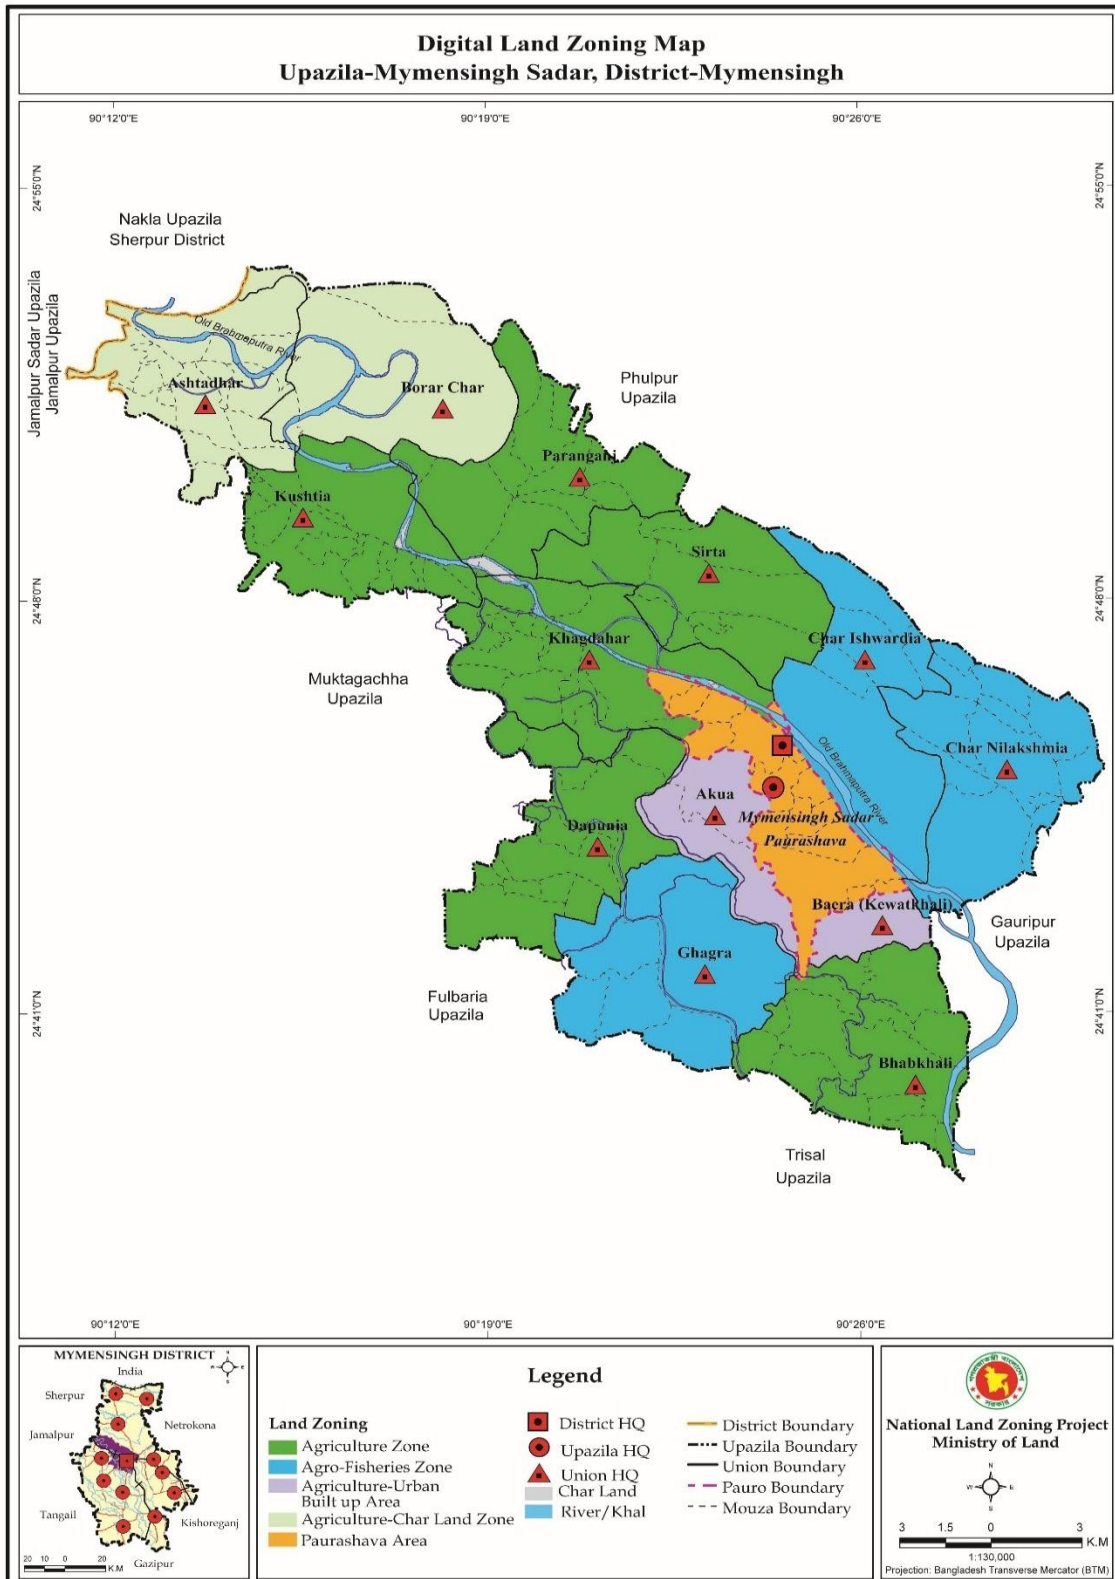 Digital Land Zoning Map
Upazila-Mymensingh Sadar, District-Mymensingh
90°12'0"E
90°19'0"E
90°26'0"E
24°55'0"N
24°55'0"N
Nakla Upazila
Sherpur District
Jamalpur Sadar Upazila
Jamalpur Upazila
Old Brahmaputra River
Ashtadhar
Borar Char
Phulpur
Upazila
Paranganj
Kushtia
Sirta
24°48'0"N
24°48'0"N
Khagdahar
Char Ishwardia
Muktagachha
Upazila
Old Brahmaputra River
Char Nilakshmia
Akua
Mymensingh Sadar
Paurashava
Dapunia
Baera (Kewatkhali)
Gauripur
Upazila
Ghagra
Fulbaria
Upazila
24°41'0"N
24°41'0"N
Bhabkhali
Trisal
Upazila
90°12'0"E
90°19'0"E
90°26'0"E
MYMENSINGH DISTRICT
N
W
E
S
India
Sherpur
Netrokona
Jamalpur
Tangail
Kishoreganj
Gazipur
20 10 0 20
K.M
Legend
Land Zoning
Agriculture Zone
Agro-Fisheries Zone
Agriculture-Urban
Built up Area
Agriculture-Char Land Zone
Paurashava Area
District HQ
Upazila HQ
Union HQ
Char Land
River/Khal
District Boundary
Upazila Boundary
Union Boundary
Pauro Boundary
Mouza Boundary
National Land Zoning Project
Ministry of Land
N
W
E
S
3 1.5 0 3
K.M
1:130,000
Projection: Bangladesh Transverse Mercator (BTM)